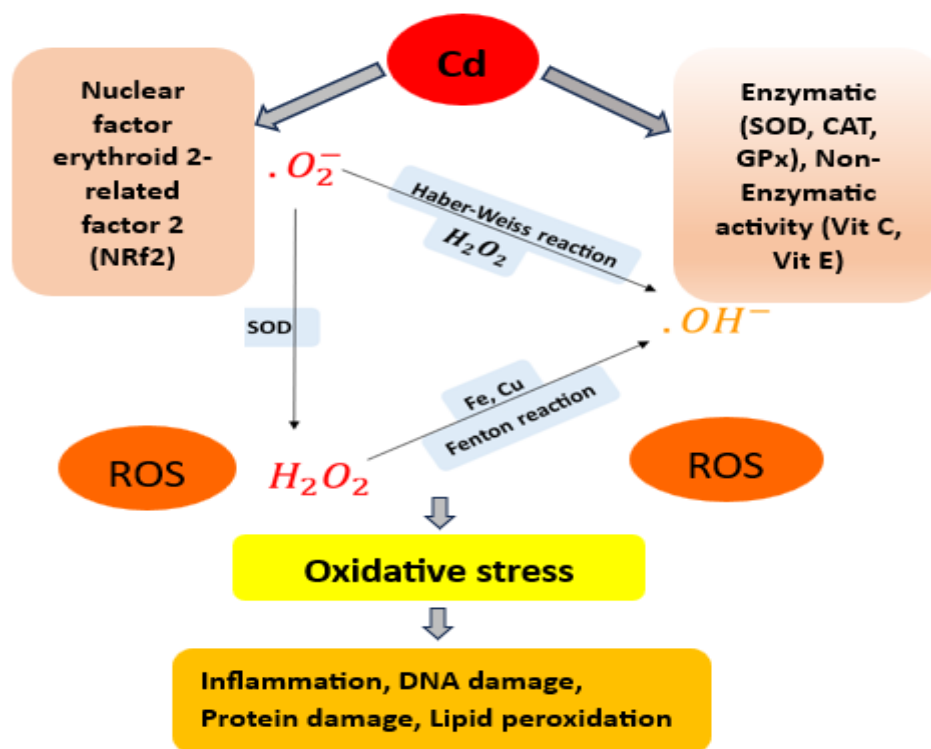 Cd
Nuclear
factor
erythroid 2-
related
factor 2
(NRf2)
Enzymatic
(SOD, CAT,
GPx), Non-
Enzymatic
activity (Vit C,
Vit E)
. O₂⁻
Haber-Weiss reaction
H₂O₂
SOD
. OH⁻
Fe, Cu
Fenton reaction
ROS
H₂O₂
ROS
Oxidative stress
Inflammation, DNA damage,
Protein damage, Lipid peroxidation